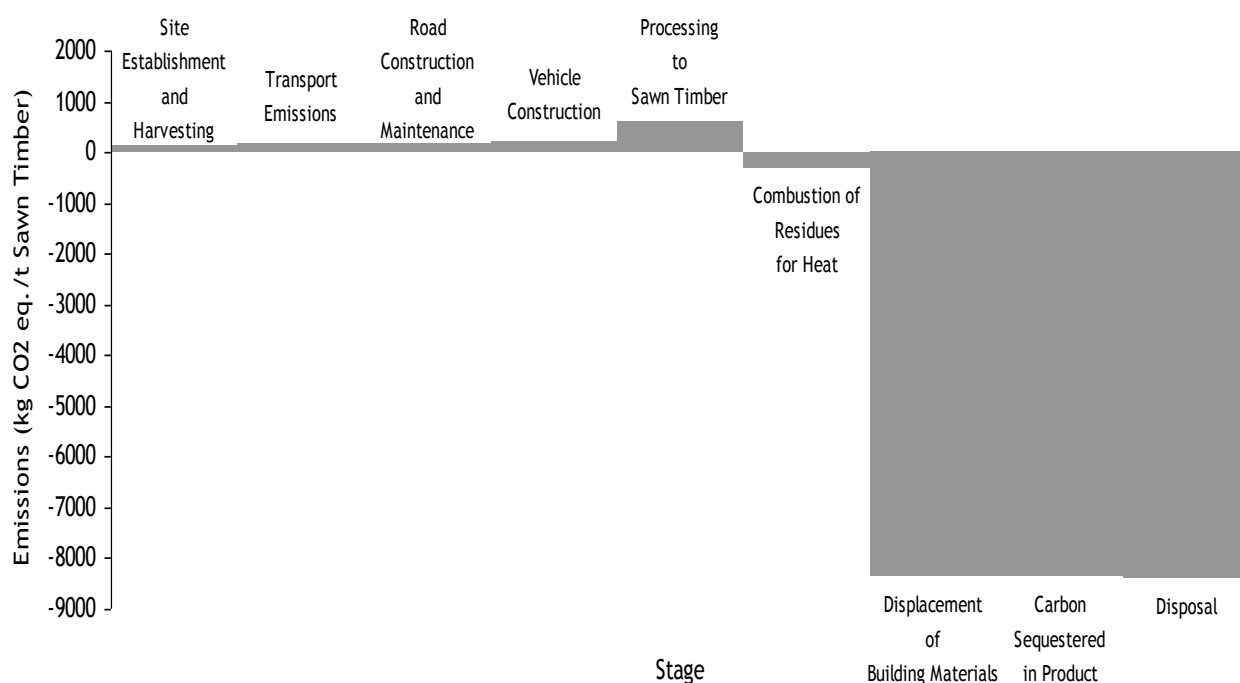 Emissions (kg CO2 eq. /t Sawn Timber)
2000
1000
0
-1000
-2000
-3000
-4000
-5000
-6000
-7000
-8000
-9000
Site
Establishment
and
Harvesting
Transport
Emissions
Road
Construction
and
Maintenance
Vehicle
Construction
Processing
to
Sawn Timber
Combustion of
Residues
for Heat
Displacement
of
Building Materials
Carbon
Sequestered
in Product
Disposal
Stage